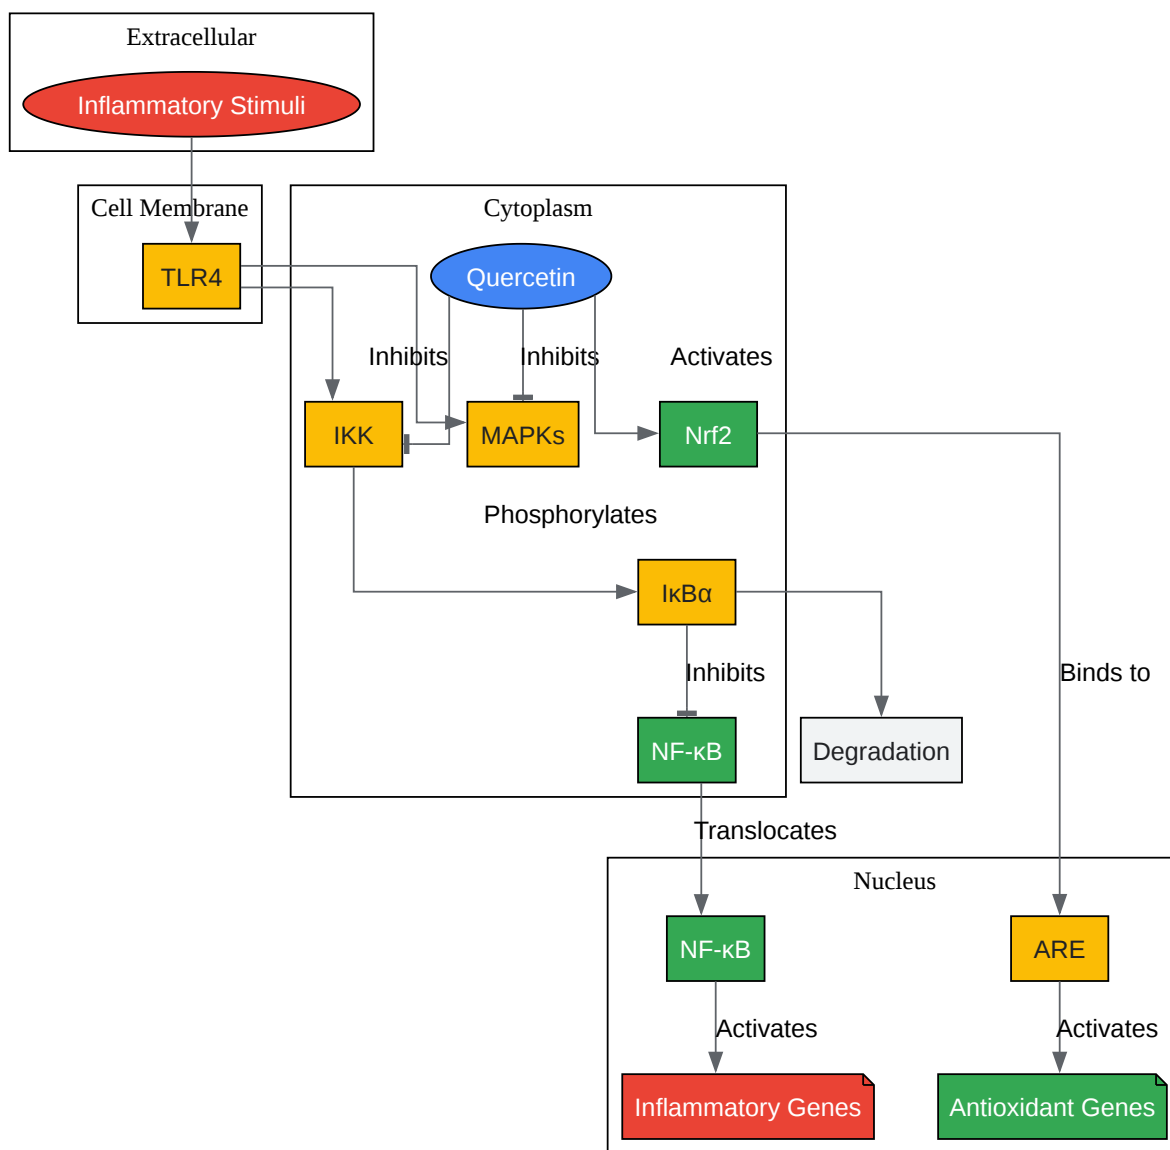 Extracellular
Inflammatory Stimuli
Cell Membrane
Cytoplasm
TLR4
Quercetin
Inhibits
Inhibits
Activates
IKK
MAPKs
Nrf2
Phosphorylates
IκBα
Inhibits
Binds to
NF-κB
Degradation
Translocates
Nucleus
NF-κB
ARE
Activates
Activates
Inflammatory Genes
Antioxidant Genes